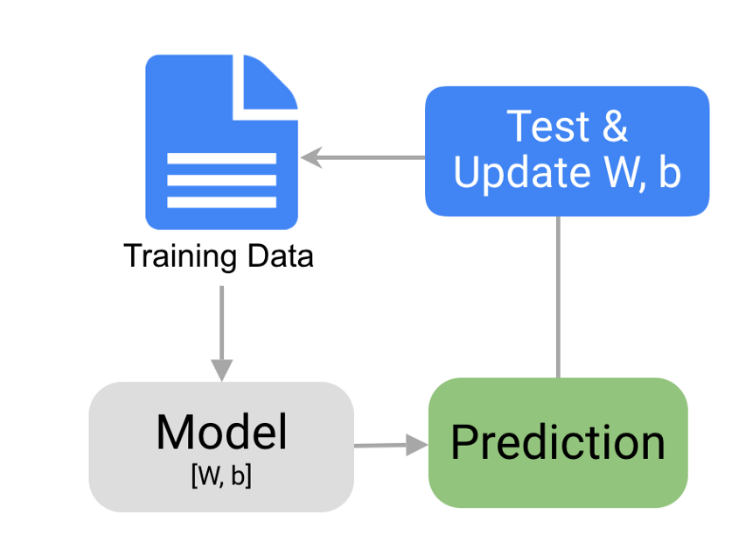 Test &
Update W, b
Training Data
Model
[W, b]
Prediction